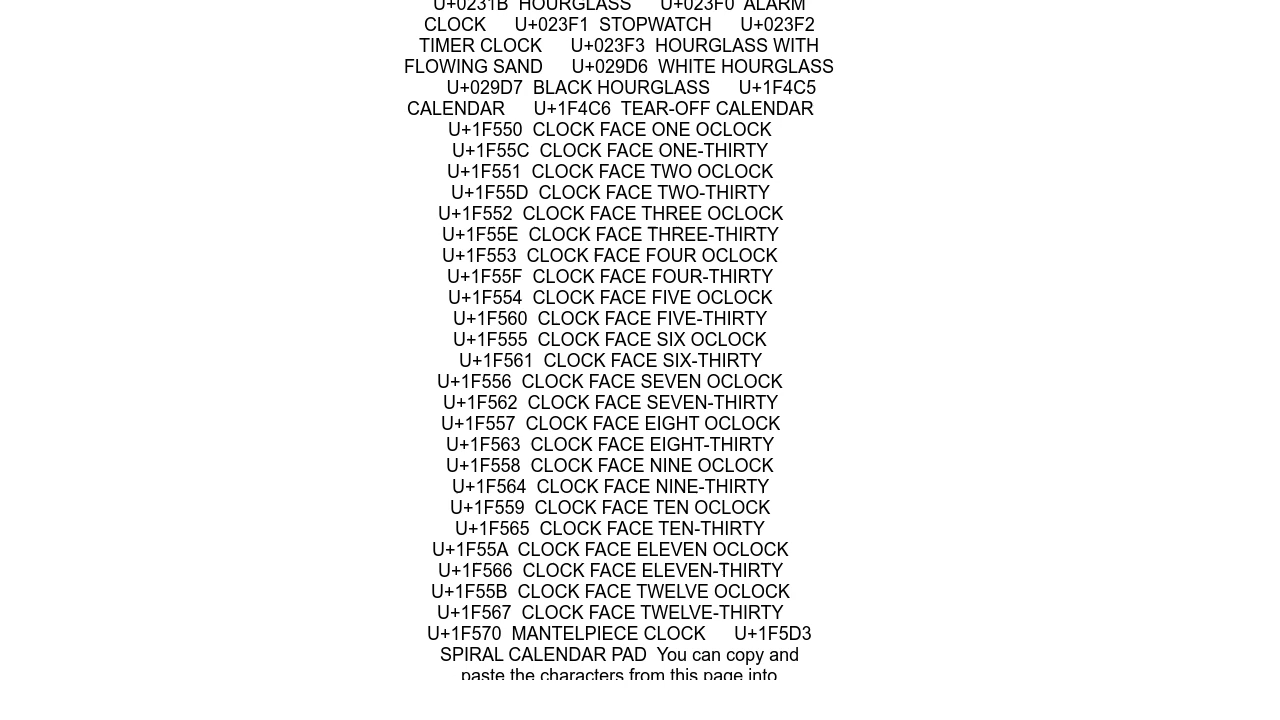 U+0231B  HOURGLASS      U+023F0  ALARM
CLOCK      U+023F1  STOPWATCH      U+023F2
TIMER CLOCK      U+023F3  HOURGLASS WITH
FLOWING SAND      U+029D6  WHITE HOURGLASS
U+029D7  BLACK HOURGLASS      U+1F4C5
CALENDAR      U+1F4C6  TEAR-OFF CALENDAR
U+1F550  CLOCK FACE ONE OCLOCK
U+1F55C  CLOCK FACE ONE-THIRTY
U+1F551  CLOCK FACE TWO OCLOCK
U+1F55D  CLOCK FACE TWO-THIRTY
U+1F552  CLOCK FACE THREE OCLOCK
U+1F55E  CLOCK FACE THREE-THIRTY
U+1F553  CLOCK FACE FOUR OCLOCK
U+1F55F  CLOCK FACE FOUR-THIRTY
U+1F554  CLOCK FACE FIVE OCLOCK
U+1F560  CLOCK FACE FIVE-THIRTY
U+1F555  CLOCK FACE SIX OCLOCK
U+1F561  CLOCK FACE SIX-THIRTY
U+1F556  CLOCK FACE SEVEN OCLOCK
U+1F562  CLOCK FACE SEVEN-THIRTY
U+1F557  CLOCK FACE EIGHT OCLOCK
U+1F563  CLOCK FACE EIGHT-THIRTY
U+1F558  CLOCK FACE NINE OCLOCK
U+1F564  CLOCK FACE NINE-THIRTY
U+1F559  CLOCK FACE TEN OCLOCK
U+1F565  CLOCK FACE TEN-THIRTY
U+1F55A  CLOCK FACE ELEVEN OCLOCK
U+1F566  CLOCK FACE ELEVEN-THIRTY
U+1F55B  CLOCK FACE TWELVE OCLOCK
U+1F567  CLOCK FACE TWELVE-THIRTY
U+1F570  MANTELPIECE CLOCK      U+1F5D3
SPIRAL CALENDAR PAD  You can copy and
paste the characters from this page into